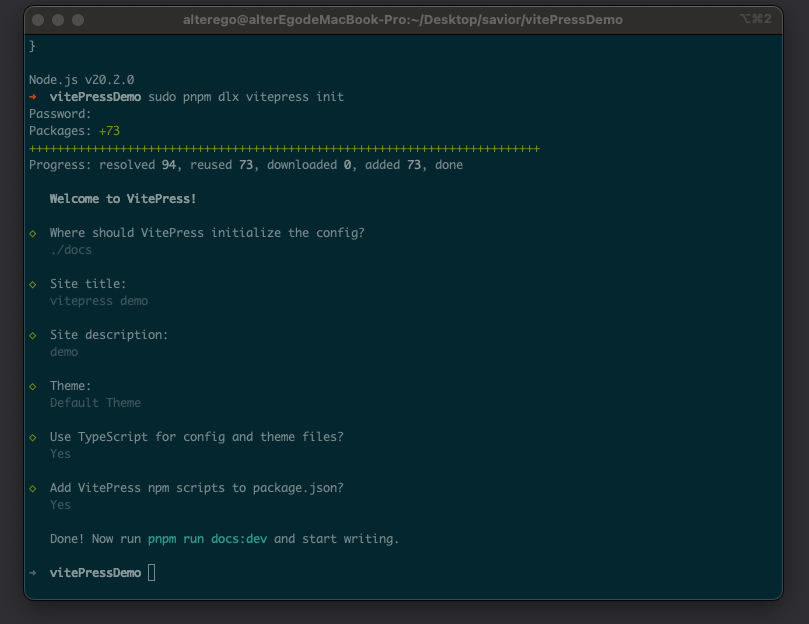 alterego@alterEgodeMacBook-Pro:~/Desktop/savior/vitePressDemo ⌥⌘2
}
Node.js v20.2.0
➜ vitePressDemo sudo pnpm dlx vitepress init
Password:
Packages: +73
+++++++++++++++++++++++++++++++++++++++++++++++++++++++++++++++++++++++++
Progress: resolved 94, reused 73, downloaded 0, added 73, done
Welcome to VitePress!
◇ Where should VitePress initialize the config?
./docs
◇ Site title:
vitepress demo
◇ Site description:
demo
◇ Theme:
Default Theme
◇ Use TypeScript for config and theme files?
Yes
◇ Add VitePress npm scripts to package.json?
Yes
Done! Now run pnpm run docs:dev and start writing.
➜ vitePressDemo